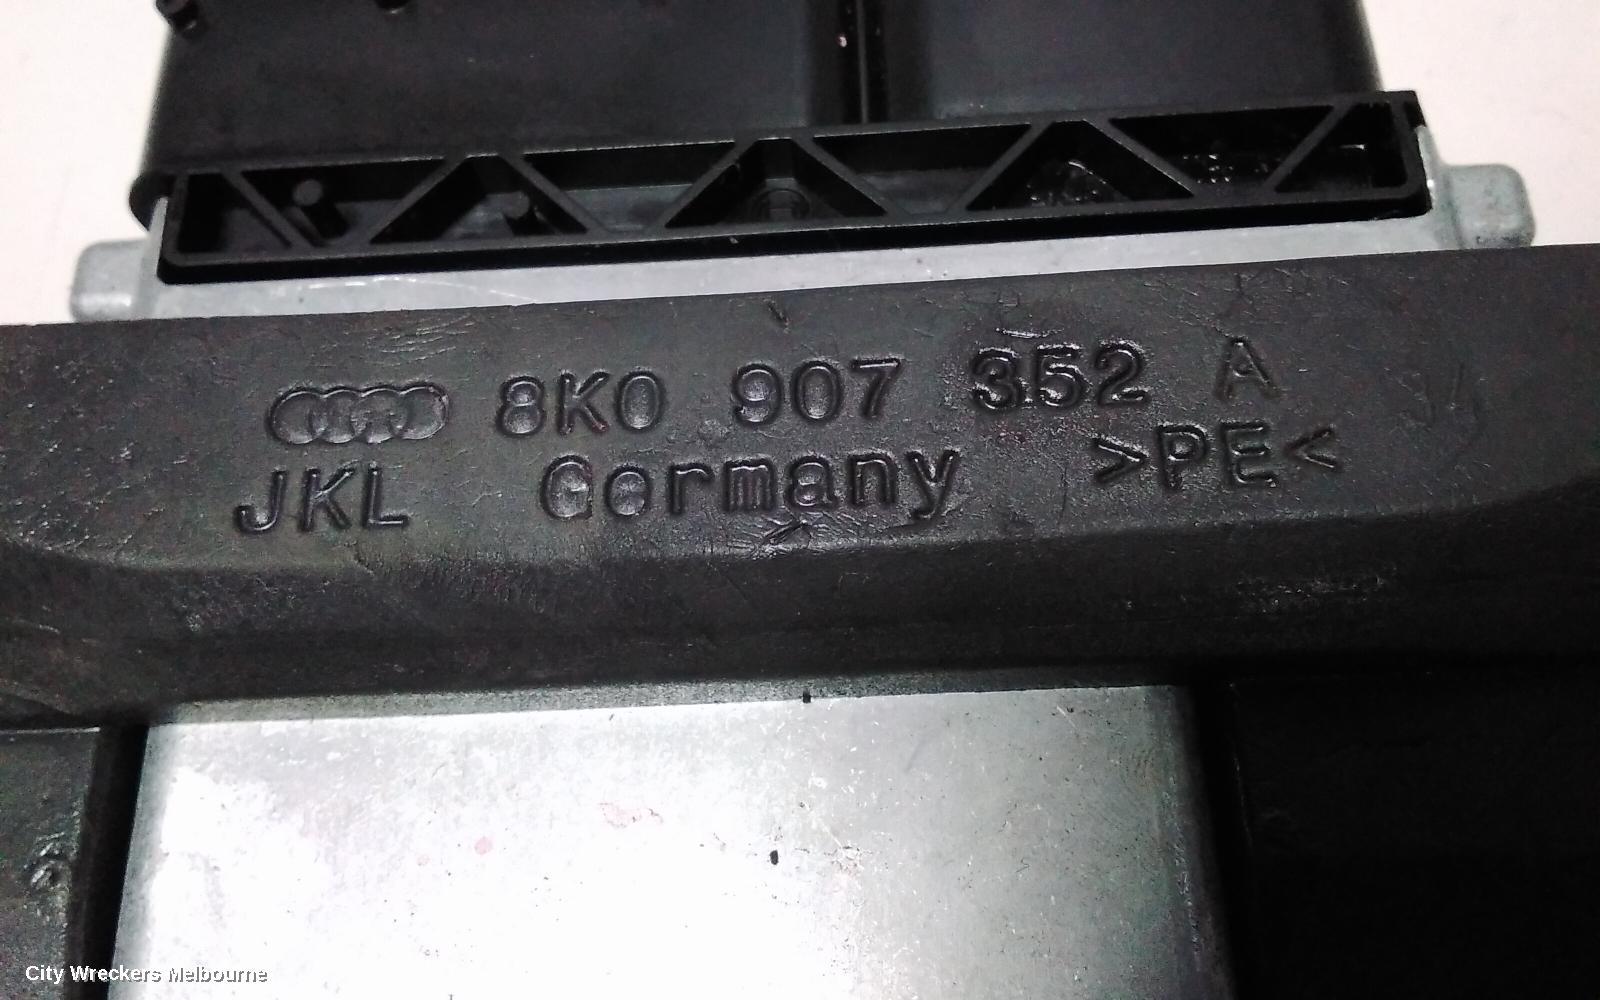 8K0 907 352 A
JKL Germany >PE<
City Wreckers Melbourne